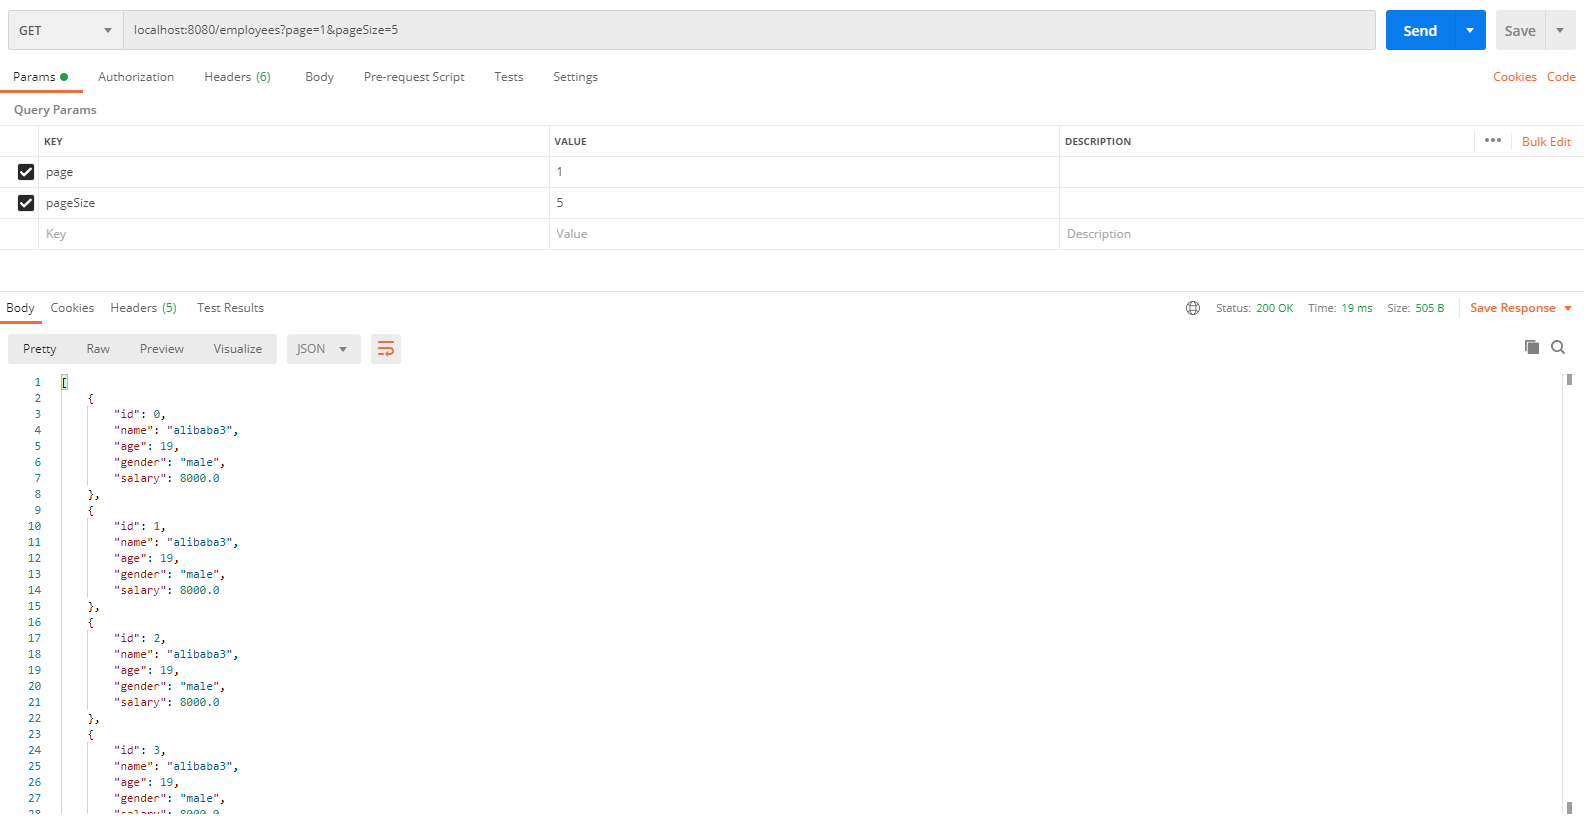 GET localhost:8080/employees?page=1&pageSize=5 Send Save
Params Authorization Headers (6) Body Pre-request Script Tests Settings Cookies Code
Query Params
KEY VALUE DESCRIPTION ••• Bulk Edit
page 1
pageSize 5
Key Value Description
Body Cookies Headers (5) Test Results Status: 200 OK Time: 19 ms Size: 505 B Save Response
Pretty Raw Preview Visualize JSON
1 [
2 {
3 "id": 0,
4 "name": "alibaba3",
5 "age": 19,
6 "gender": "male",
7 "salary": 8000.0
8 },
9 {
10 "id": 1,
11 "name": "alibaba3",
12 "age": 19,
13 "gender": "male",
14 "salary": 8000.0
15 },
16 {
17 "id": 2,
18 "name": "alibaba3",
19 "age": 19,
20 "gender": "male",
21 "salary": 8000.0
22 },
23 {
24 "id": 3,
25 "name": "alibaba3",
26 "age": 19,
27 "gender": "male",
28 "salary": 8000.0